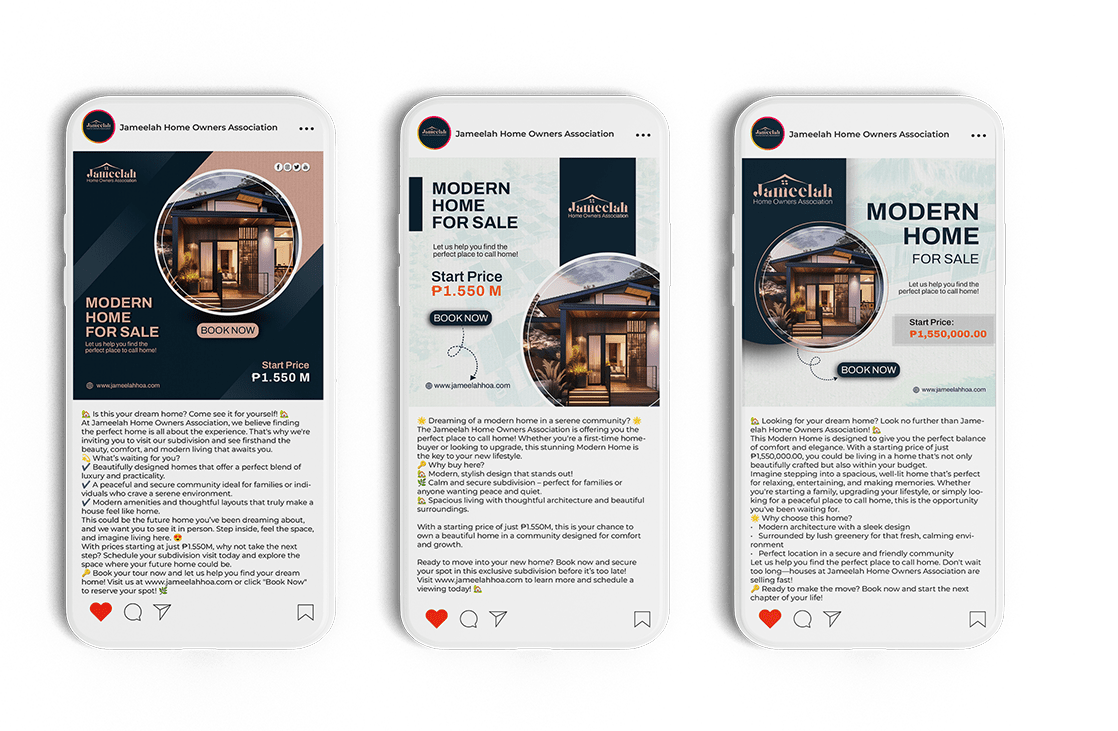 Jameelah Home Owners Association
Jameelah
Home Owners Association
MODERN
HOME
FOR SALE
Let us help you find the
perfect place to call home!
BOOK NOW
Start Price
₱1.550 M
www.jameelahhoa.com
🏡 Is this your dream home? Come see it for yourself! 🏡
At Jameelah Home Owners Association, we believe finding
the perfect home is all about the experience. That's why we're
inviting you to visit our subdivision and see firsthand the
beauty, comfort, and modern living that awaits you.
💫 What's waiting for you?
✔ Beautifully designed homes that offer a perfect blend of
luxury and practicality.
✔ A peaceful and secure community ideal for families or indi-
viduals who crave a serene environment.
✔ Modern amenities and thoughtful layouts that truly make a
house feel like home.
This could be the future home you've been dreaming about,
and we want you to see it in person. Step inside, feel the space,
and imagine living here. 😍
With prices starting at just ₱1.550M, why not take the next
step? Schedule your subdivision visit today and explore the
space where your future home could be.
🔑 Book your tour now and let us help you find your dream
home! Visit us at www.jameelahhoa.com or click "Book Now"
to reserve your spot! 🌿
Jameelah Home Owners Association
MODERN
HOME
FOR SALE
Jameelah
Home Owners Association
Let us help you find the
perfect place to call home!
Start Price
₱1.550 M
BOOK NOW
www.jameelahhoa.com
🌟 Dreaming of a modern home in a serene community? 🌟
The Jameelah Home Owners Association is offering you the
perfect place to call home! Whether you're a first-time home-
buyer or looking to upgrade, this stunning Modern Home is
the key to your new lifestyle.
🔑 Why buy here?
🏡 Modern, stylish design that stands out!
🌿 Calm and secure subdivision – perfect for families or
anyone wanting peace and quiet.
🏡 Spacious living with thoughtful architecture and beautiful
surroundings.
With a starting price of just ₱1.550M, this is your chance to
own a beautiful home in a community designed for comfort
and growth.
Ready to move into your new home? Book now and secure
your spot in this exclusive subdivision before it's too late!
Visit www.jameelahhoa.com to learn more and schedule a
viewing today! 🏡
Jameelah Home Owners Association
Jameelah
Home Owners Association
MODERN
HOME
FOR SALE
Let us help you find the
perfect place to call home!
Start Price:
₱1,550,000.00
BOOK NOW
www.jameelahhoa.com
🏡 Looking for your dream home? Look no further than Jame-
elah Home Owners Association! 🏡
This Modern Home is designed to give you the perfect balance
of comfort and elegance. With a starting price of just
₱1,550,000.00, you could be living in a home that's not only
beautifully crafted but also within your budget.
Imagine stepping into a spacious, well-lit home that's perfect
for relaxing, entertaining, and making memories. Whether
you're starting a family, upgrading your lifestyle, or simply loo-
king for a peaceful place to call home, this is the opportunity
you've been waiting for.
🌟 Why choose this home?
• Modern architecture with a sleek design
• Surrounded by lush greenery for that fresh, calming envi-
ronment
• Perfect location in a secure and friendly community
Let us help you find the perfect place to call home. Don't wait
too long—houses at Jameelah Home Owners Association are
selling fast!
🔑 Ready to make the move? Book now and start the next
chapter of your life!